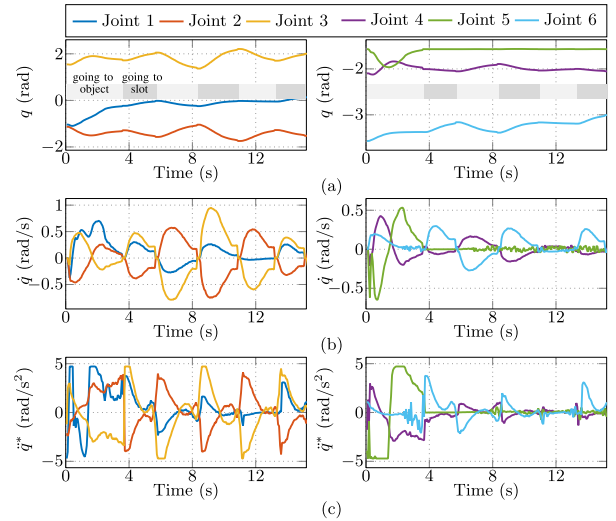 Joint 1 Joint 2 Joint 3 Joint 4 Joint 5 Joint 6
q (rad)
2
0
−2
going to object
going to slot
0 4 8 12
Time (s)
q (rad)
−2
−3
0 4 8 12
Time (s)
(a)
q̇ (rad/s)
1
0.5
0
−0.5
0 4 8 12
Time (s)
q̇ (rad/s)
0.5
0
−0.5
0 4 8 12
Time (s)
(b)
q̈* (rad/s²)
5
0
−5
0 4 8 12
Time (s)
q̈* (rad/s²)
5
0
−5
0 4 8 12
Time (s)
(c)